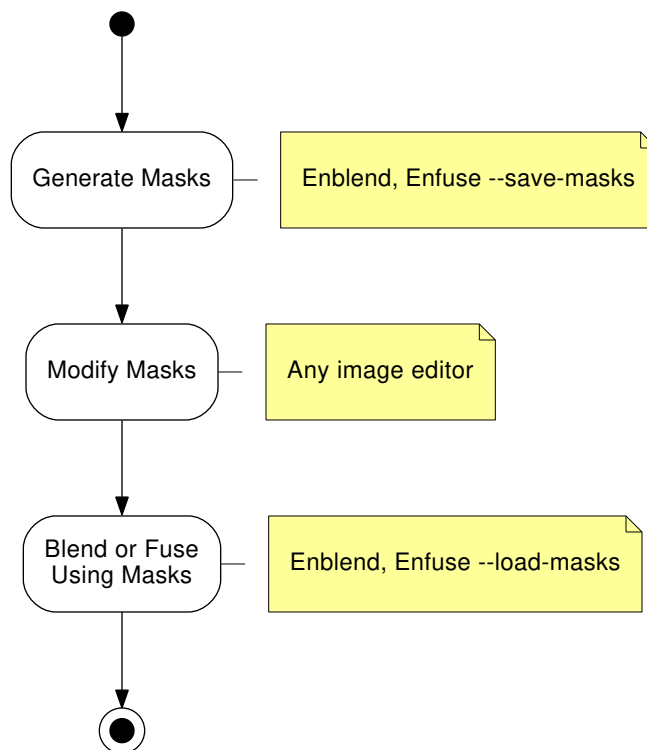 Generate Masks
Enblend, Enfuse --save-masks
Modify Masks
Any image editor
Blend or Fuse
Using Masks
Enblend, Enfuse --load-masks